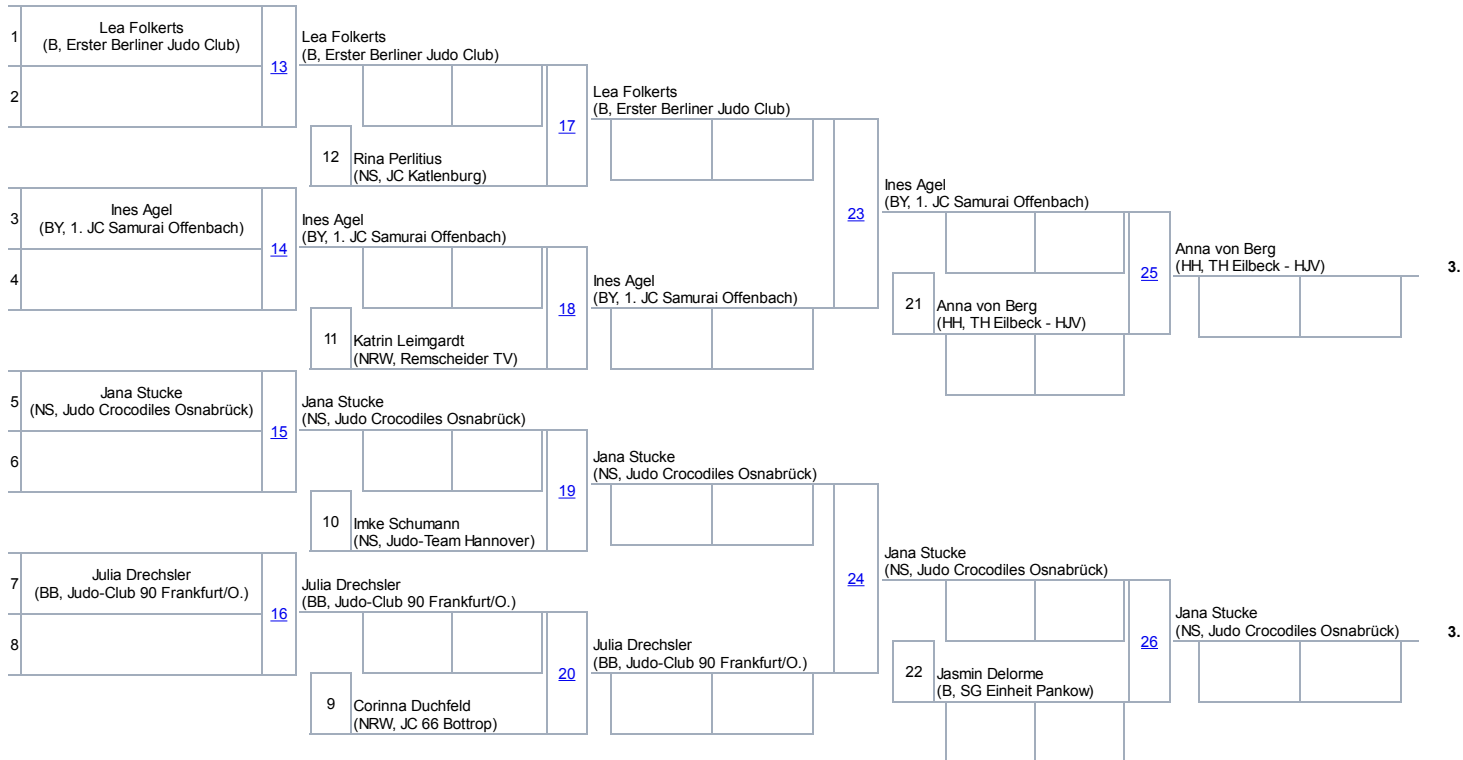 1
Lea Folkerts
(B, Erster Berliner Judo Club)
2
13
Lea Folkerts
(B, Erster Berliner Judo Club)
12
Rina Perlitius
(NS, JC Katlenburg)
17
Lea Folkerts
(B, Erster Berliner Judo Club)
3
Ines Agel
(BY, 1. JC Samurai Offenbach)
4
14
Ines Agel
(BY, 1. JC Samurai Offenbach)
11
Katrin Leimgardt
(NRW, Remscheider TV)
18
Ines Agel
(BY, 1. JC Samurai Offenbach)
23
Ines Agel
(BY, 1. JC Samurai Offenbach)
21
Anna von Berg
(HH, TH Eilbeck - HJV)
25
Anna von Berg
(HH, TH Eilbeck - HJV)
3.
5
Jana Stucke
(NS, Judo Crocodiles Osnabrück)
6
15
Jana Stucke
(NS, Judo Crocodiles Osnabrück)
10
Imke Schumann
(NS, Judo-Team Hannover)
19
Jana Stucke
(NS, Judo Crocodiles Osnabrück)
7
Julia Drechsler
(BB, Judo-Club 90 Frankfurt/O.)
8
16
Julia Drechsler
(BB, Judo-Club 90 Frankfurt/O.)
9
Corinna Duchfeld
(NRW, JC 66 Bottrop)
20
Julia Drechsler
(BB, Judo-Club 90 Frankfurt/O.)
24
Jana Stucke
(NS, Judo Crocodiles Osnabrück)
22
Jasmin Delorme
(B, SG Einheit Pankow)
26
Jana Stucke
(NS, Judo Crocodiles Osnabrück)
3.